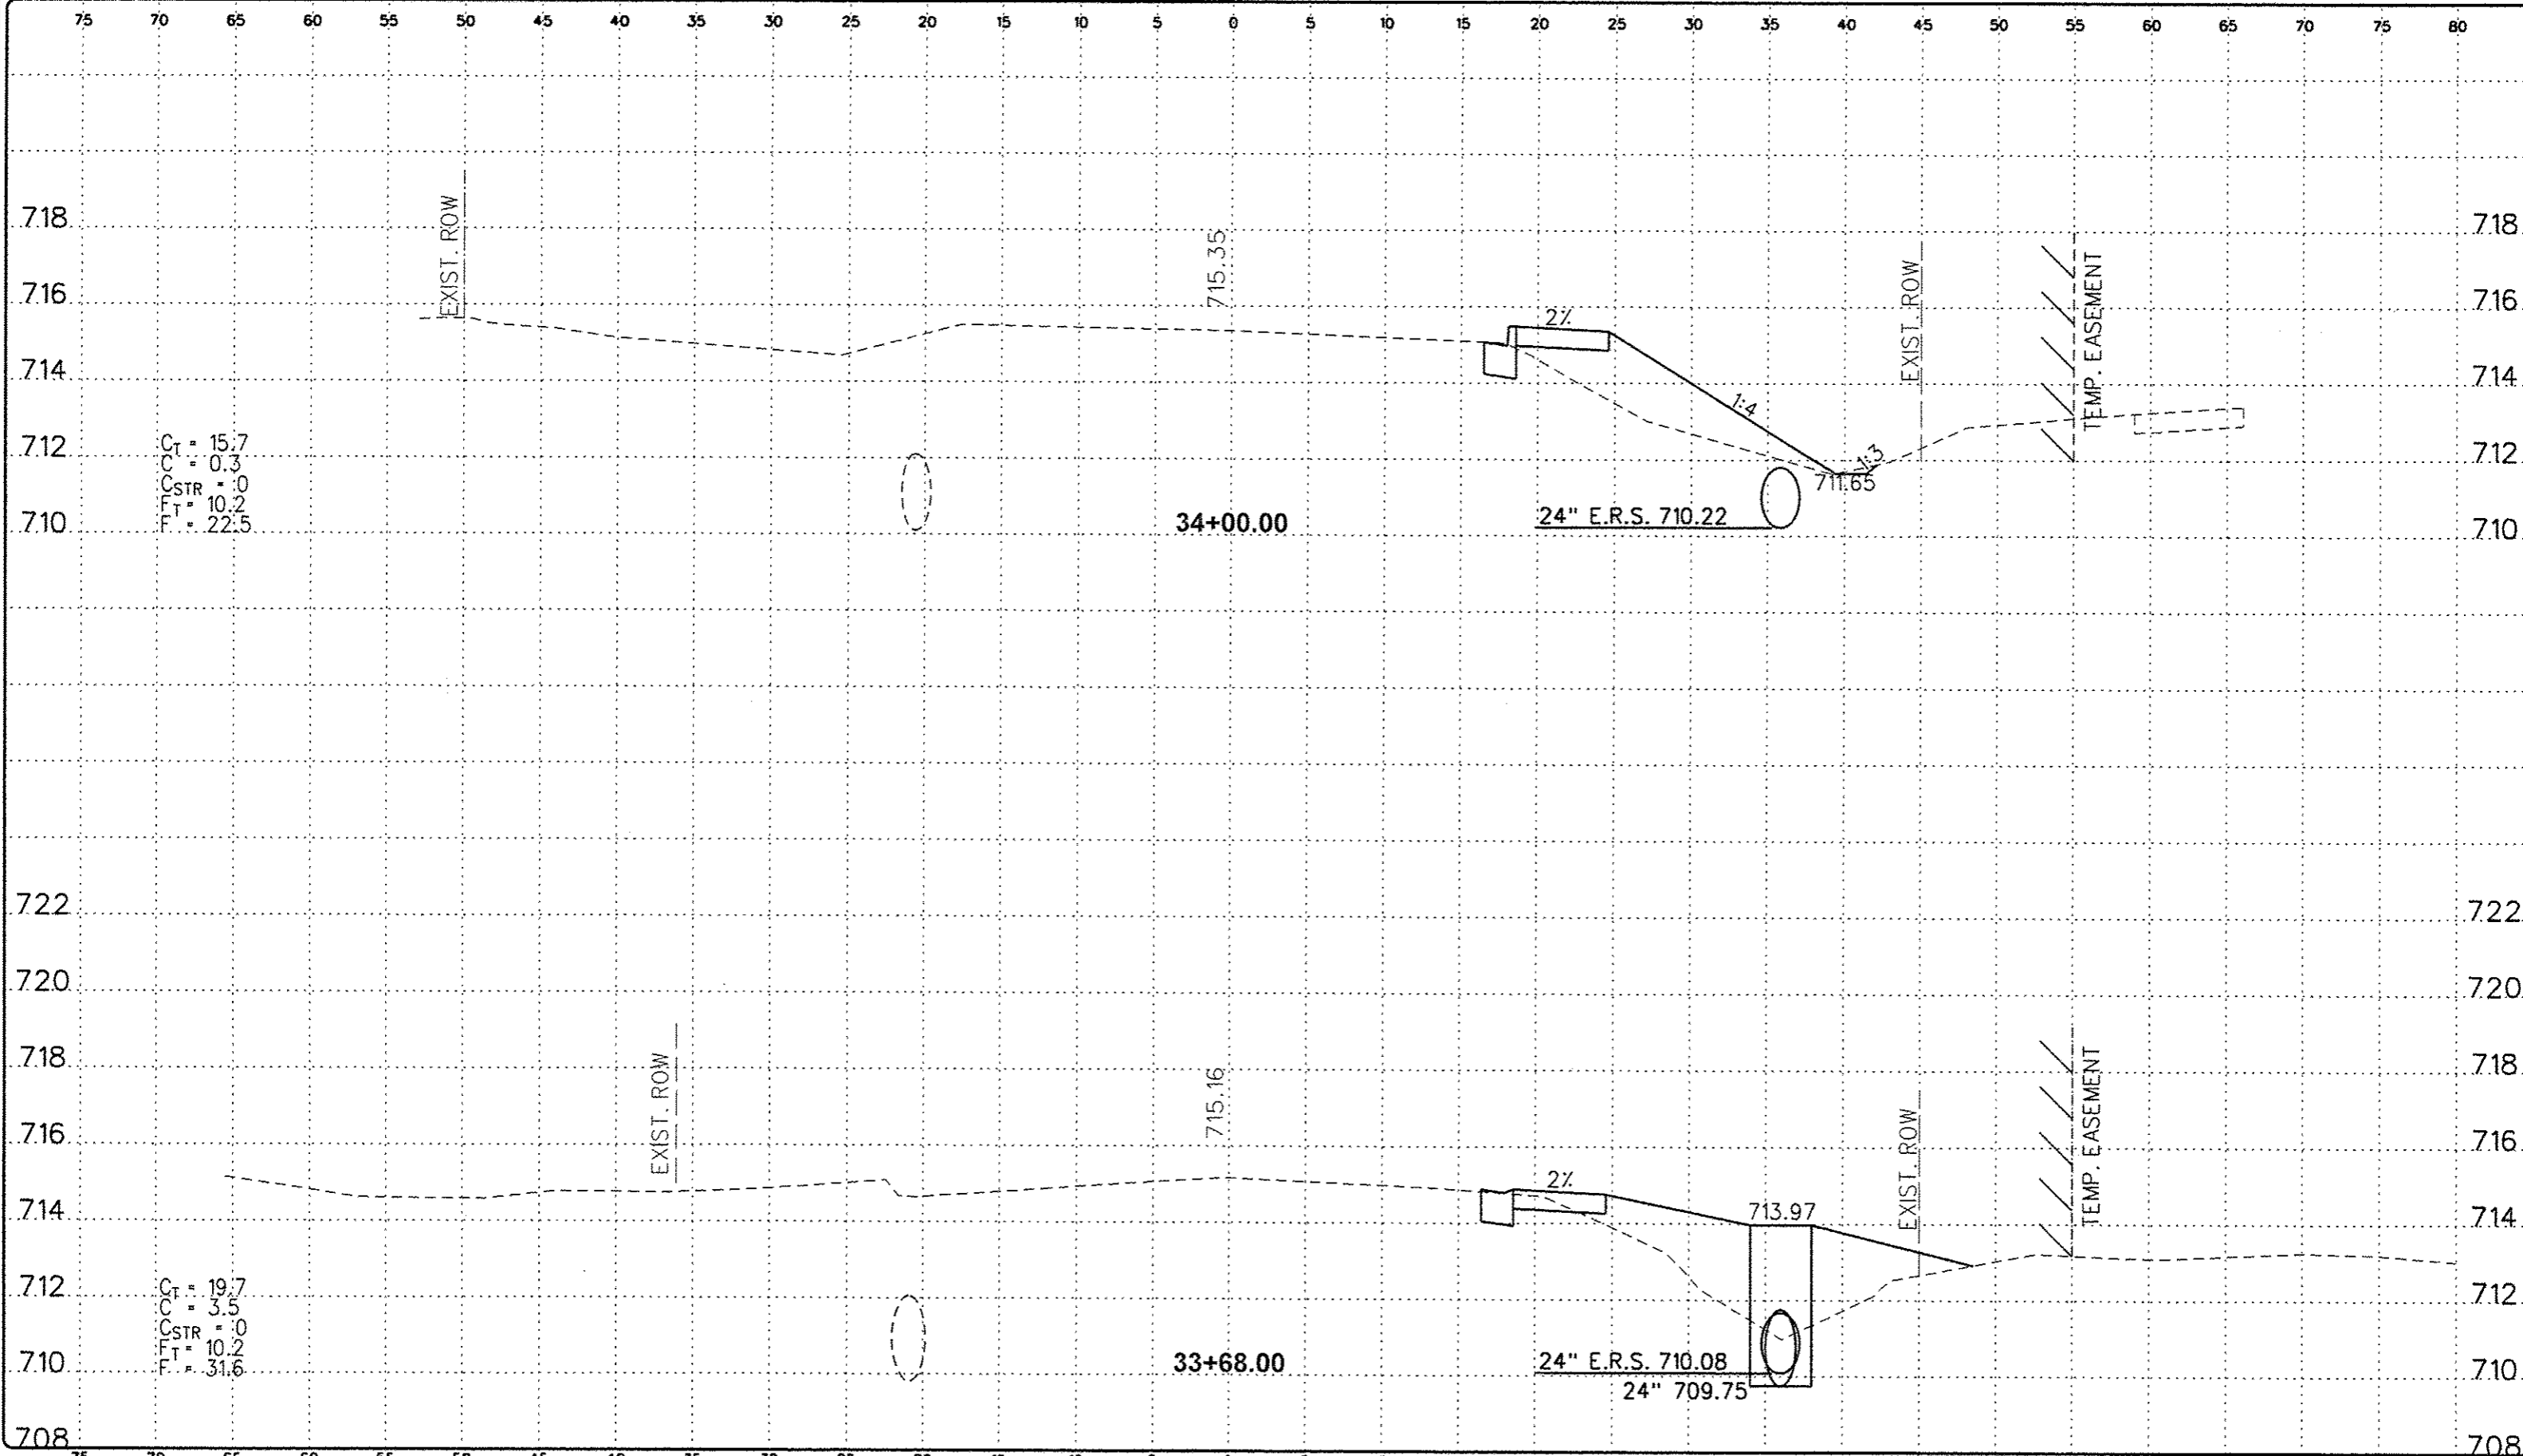 75 70 65 60 55 50 45 40 35 30 25 20 15 10 5 0 5 10 15 20 25 30 35 40 45 50 55 60 65 70 75 80
718 EXIST. ROW 715.35 718
716 2% EXIST. ROW TEMP. EASEMENT 716
714 1:4 714
712 1:3 712
711.65
CT = 15.7
C = 0.3
CSTR = 0
FT = 10.2
F = 22.5
710 34+00.00 24" E.R.S. 710.22 710
722 722
720 720
718 EXIST. ROW 715.16 718
716 2% EXIST. ROW TEMP. EASEMENT 716
714 713.97 714
712 712
CT = 19.7
C = 3.5
CSTR = 0
FT = 10.2
F = 31.6
710 33+68.00 24" E.R.S. 710.08 710
24" 709.75
708 708